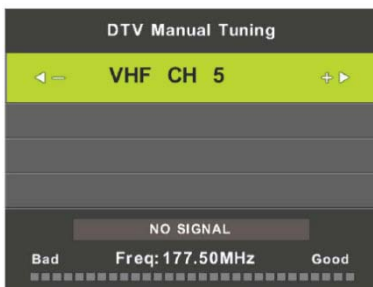 DTV Manual Tuning
VHF CH 5
NO SIGNAL
Bad Freq:177.50MHz Good